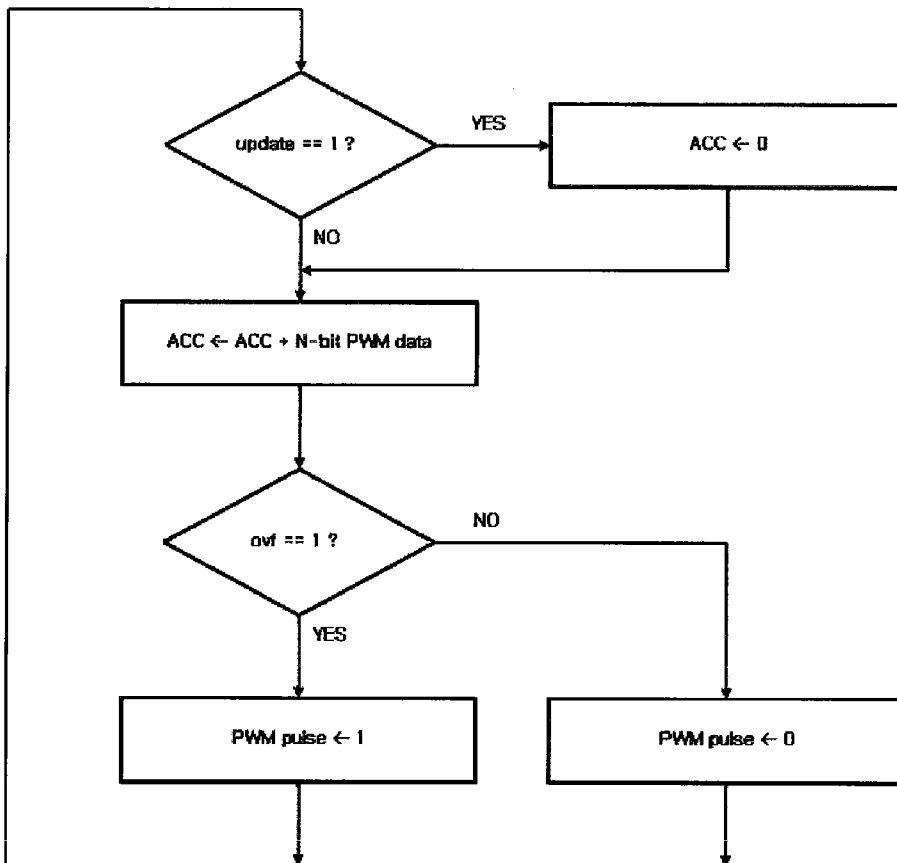 update == 1 ?
YES
ACC ← 0
NO
ACC ← ACC + N-bit PWM data
ovf == 1 ?
NO
YES
PWM pulse ← 1
PWM pulse ← 0